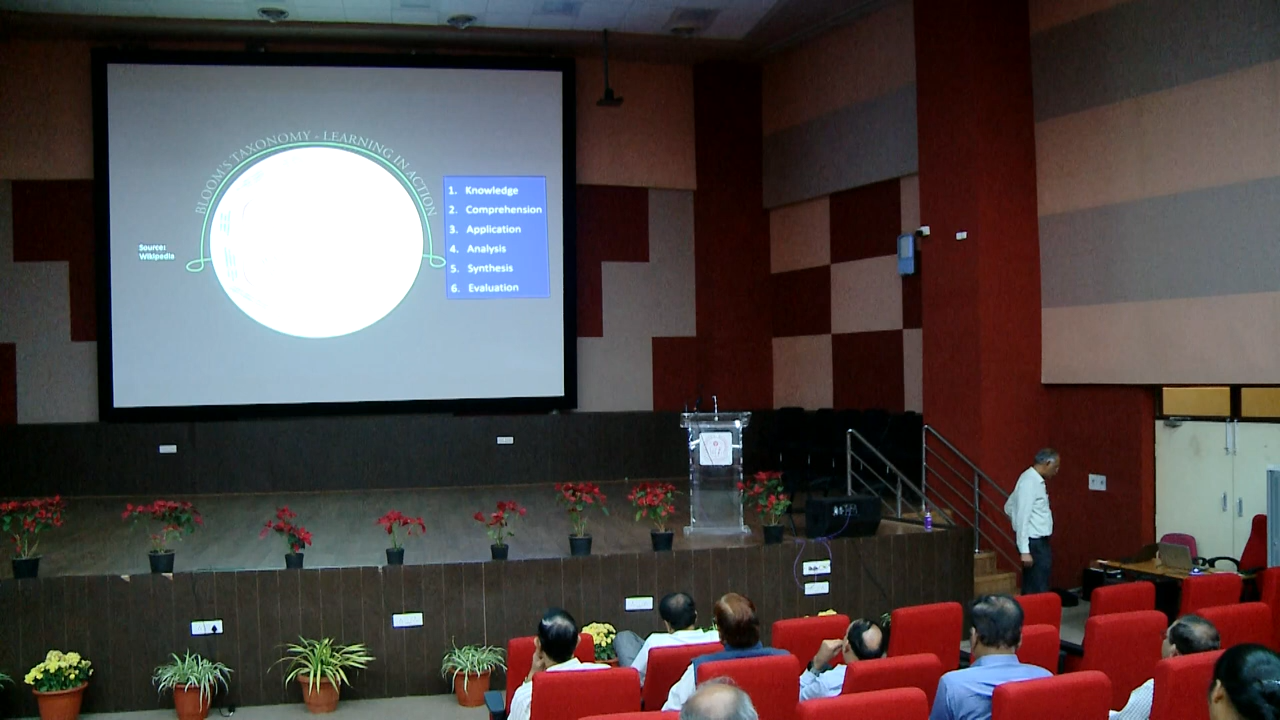 BLOOM'S TAXONOMY - LEARNING IN ACTION
1. Knowledge
2. Comprehension
3. Application
4. Analysis
5. Synthesis
6. Evaluation
Source:
Wikipedia